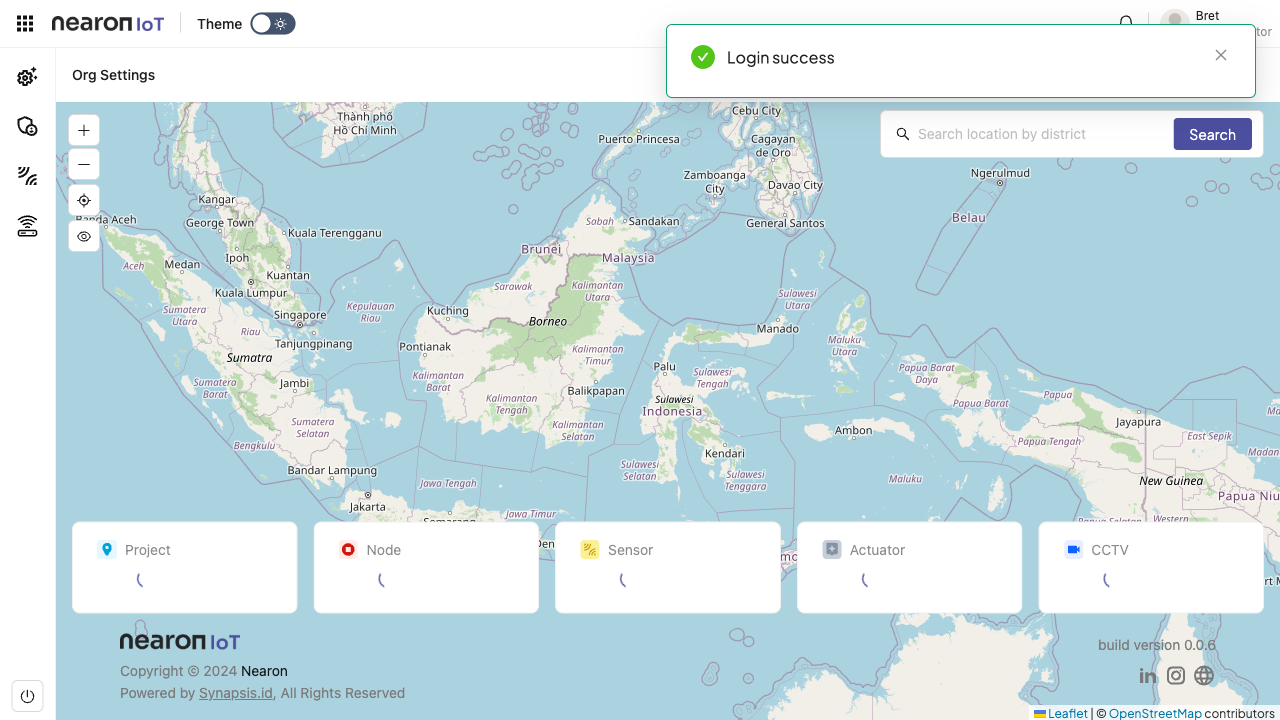 nearon IoT
Theme
Bret
tor
Login success
Org Settings
+
−
Search location by district
Search
Thành phố
Hồ Chí Minh
Puerto Princesa
Cebu City
Cagayan
de Oro
Zamboanga
City
Davao City
General Santos
Ngerulmud
Belau
Kangar
Banda Aceh
George Town
Kuala Terengganu
Ipoh
Aceh
Medan
Kuantan
Kuala Lumpur
Sabah
Sandakan
Brunei
Malaysia
Sarawak
Kalimantan
Utara
Sulawesi
Utara
Kepulauan
Riau
Sumatera
Utara
Kuching
Singapore
Borneo
Manado
Riau
Tanjungpinang
Pontianak
Maluku
Utara
Sumatra
Kalimantan
Timur
Palu
Papua Barat
Daya
Jambi
Sumatera
Barat
Kalimantan
Barat
Balikpapan
Sulawesi
Tengah
Kalimantan
Tengah
Sulawesi
Indonesia
Papua Barat
Papua
Sumatera
Selatan
Kalimantan
Selatan
Ambon
Jayapura
East Sepik
Papua Tengah
Bengkulu
Kendari
Madan
Bandar Lampung
Sulawesi
Selatan
Sulawesi
Tenggara
Maluku
New Guinea
Jawa Tengah
Papua Niu
Jakarta
Jawa Timur
Semarang
Papua Selatan
Western
Project
Node
Den
Sensor
Actuator
CCTV
nearon IoT
build version 0.0.6
Copyright © 2024 Nearon
Powered by Synapsis.id, All Rights Reserved
Leaflet | © OpenStreetMap contributors